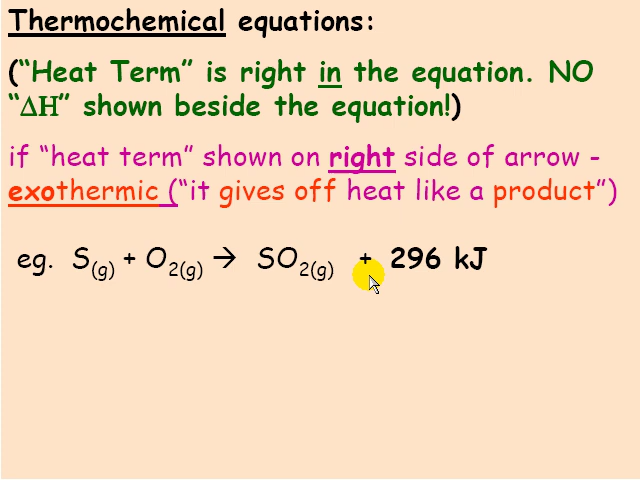 Thermochemical equations:
(“Heat Term” is right in the equation. NO
“ΔH” shown beside the equation!)
if “heat term” shown on right side of arrow -
exothermic (“it gives off heat like a product”)
eg. S(g) + O2(g) → SO2(g) + 296 kJ